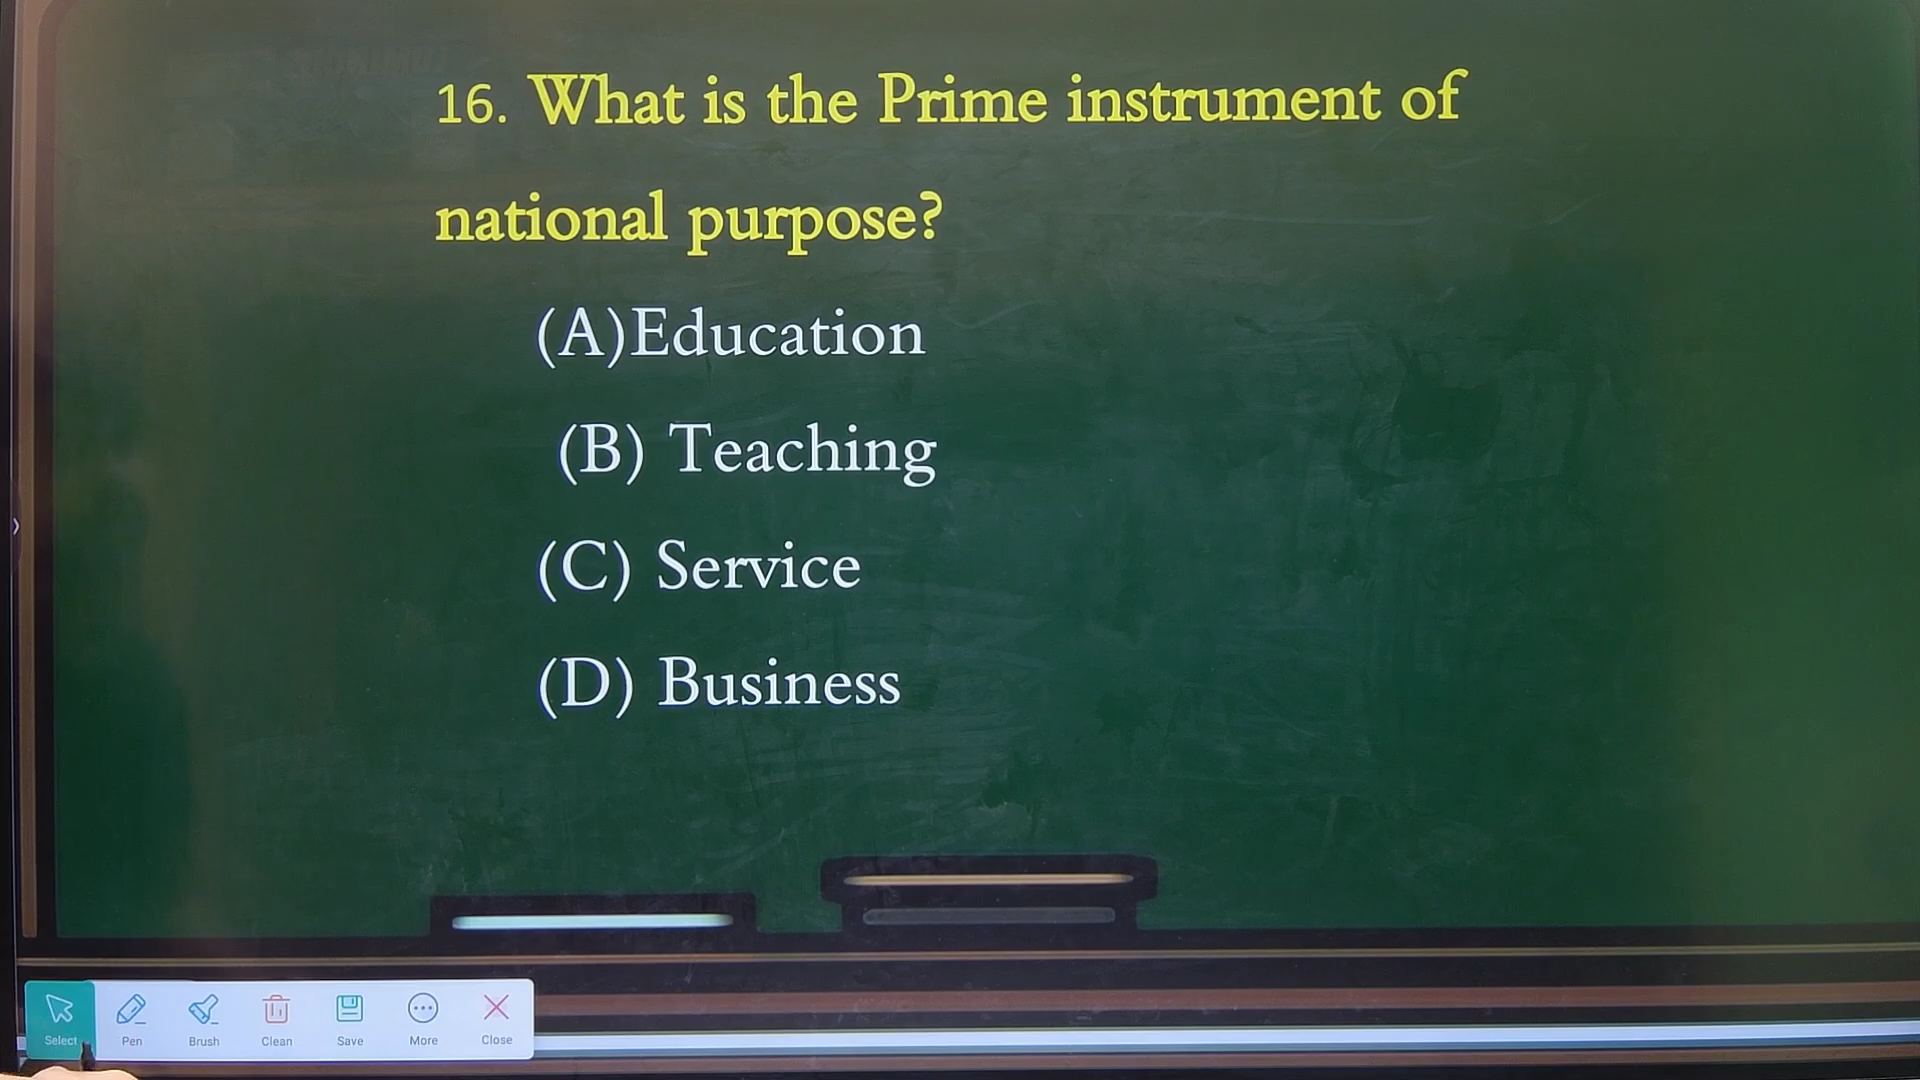 16. What is the Prime instrument of
national purpose?
(A)Education
(B) Teaching
(C) Service
(D) Business
Select Pen Brush Clean Save More Close